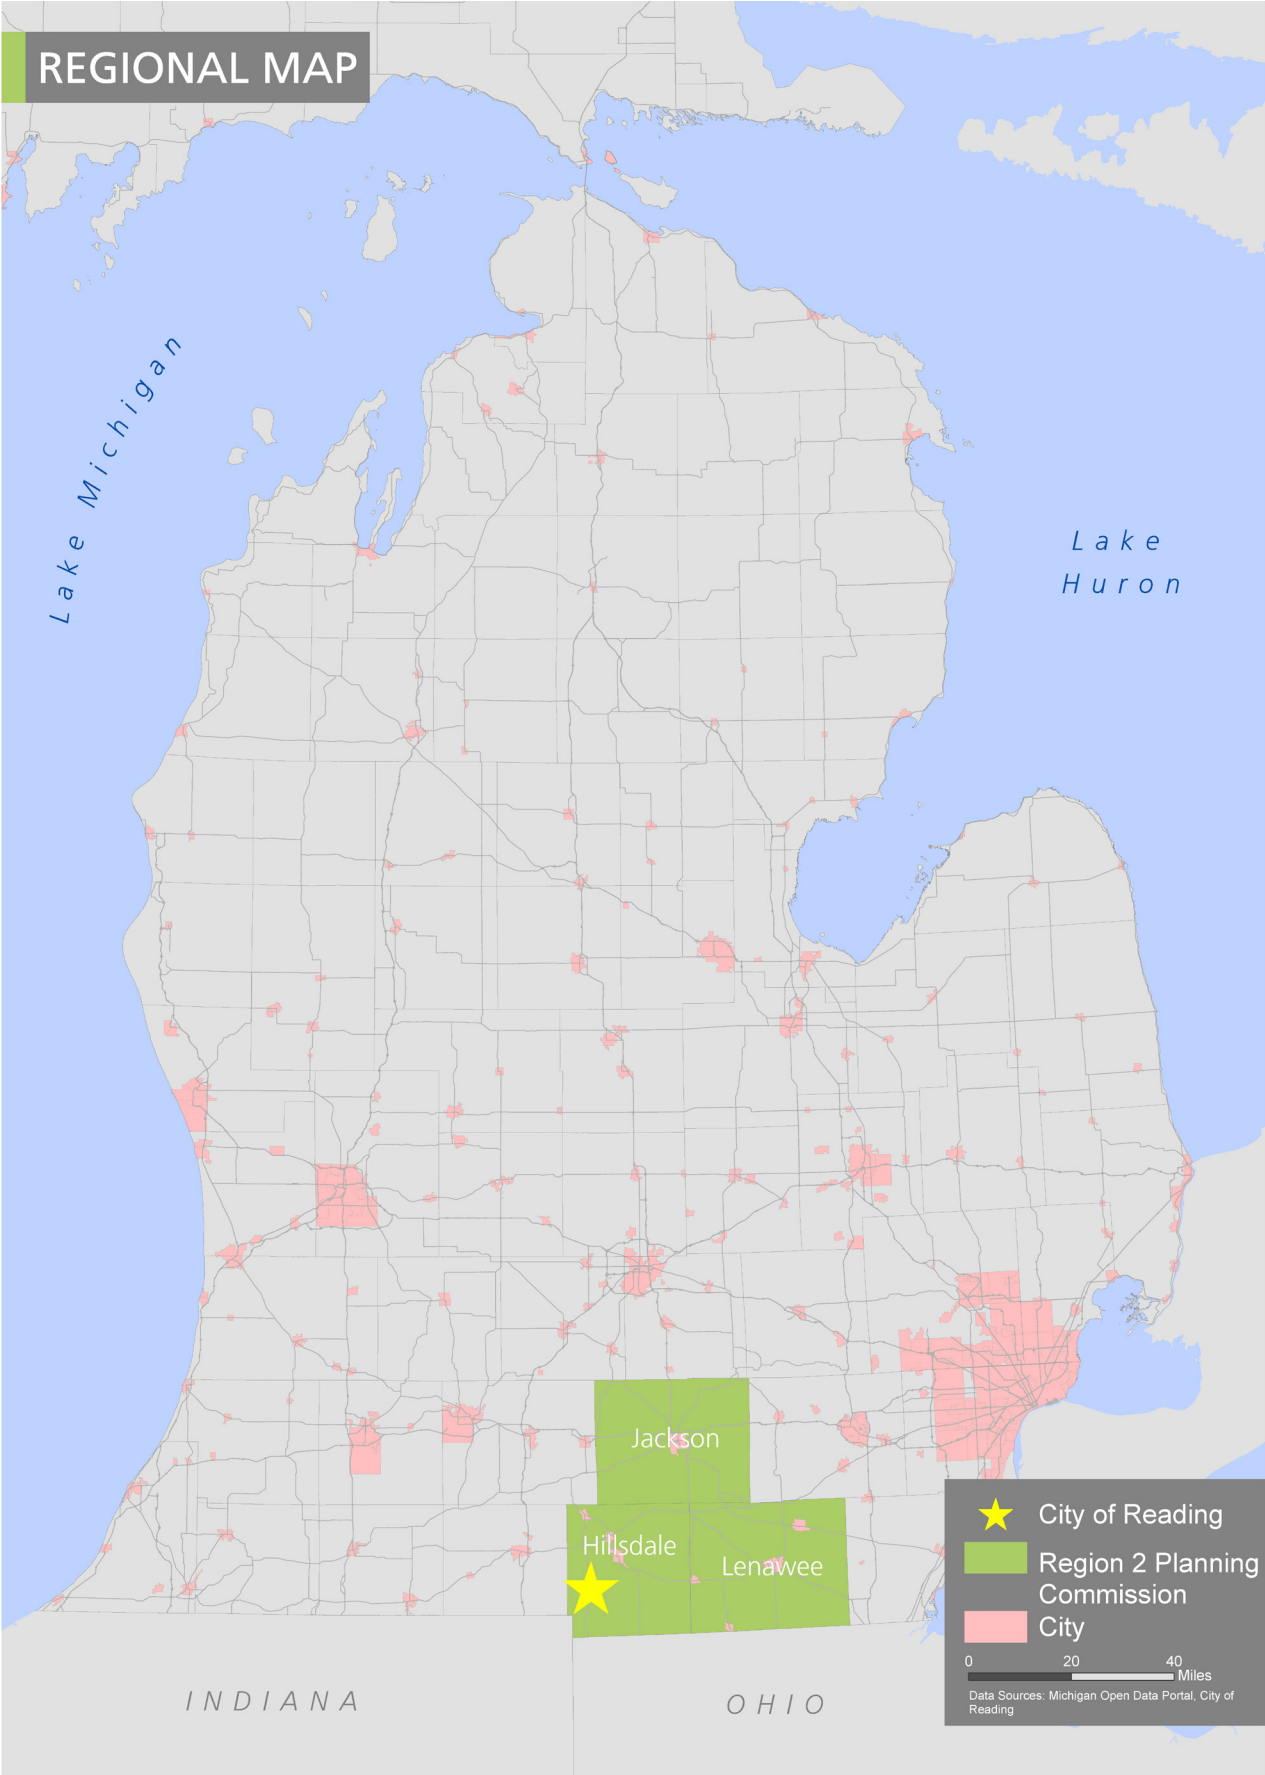 REGIONAL MAP
Lake Michigan
Lake
Huron
Jackson
Hillsdale
Lenawee
INDIANA
OHIO
City of Reading
Region 2 Planning
Commission
City
0 20 40
Miles
Data Sources: Michigan Open Data Portal, City of
Reading